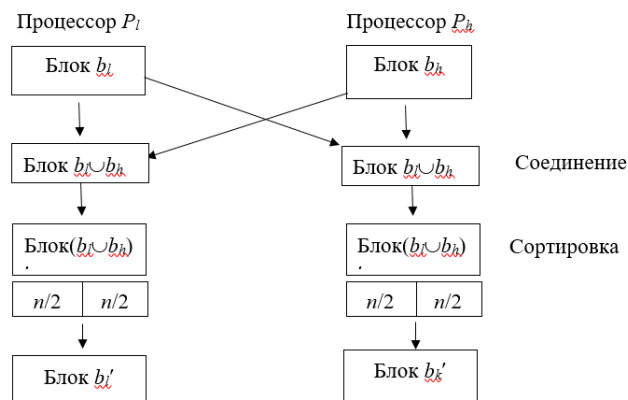 Процессор Pl Процессор Ph
Блок bl Блок bh
Блок bl∪bh Блок bl∪bh Соединение
Блок(bl∪bh) Блок(bl∪bh) Сортировка
n/2 n/2 n/2 n/2
Блок bl′ Блок bk′